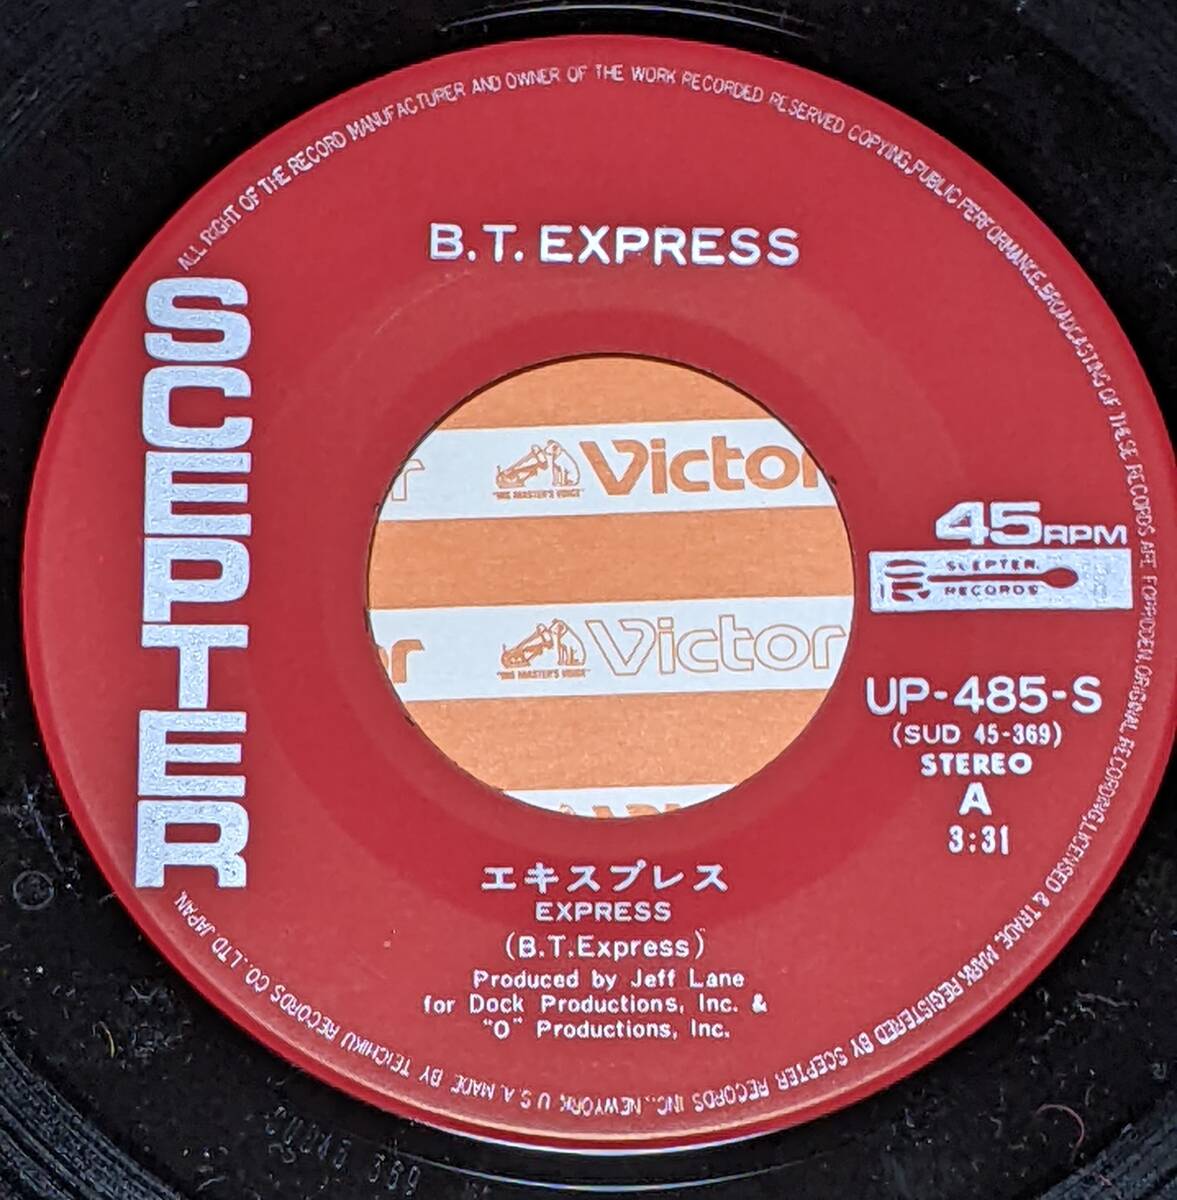 ALL RIGHT OF THE RECORD MANUFACTURER AND OWNER OF THE WORK RECORDED RESERVED COPYING,PUBLIC PERFORMANCE,BROADCASTING OF THESE RECORDS ARE FORBIDDEN.ORIGINAL RECORDING,LICENSED & TRADE MARK REGISTERED BY SCEPTER RECORDS INC., NEWYORK U.S.A. MADE BY TEICHIKU RECORDS CO., LTD. JAPAN.
B.T. EXPRESS
SCEPTER
Victor
"HIS MASTER'S VOICE"
Victor
"HIS MASTER'S VOICE"
45RPM
SCEPTER
RECORDS
UP-485-S
(SUD 45-369)
STEREO
A
3:31
エキスプレス
EXPRESS
(B.T.Express)
Produced by Jeff Lane
for Dock Productions, Inc. &
"O" Productions, Inc.